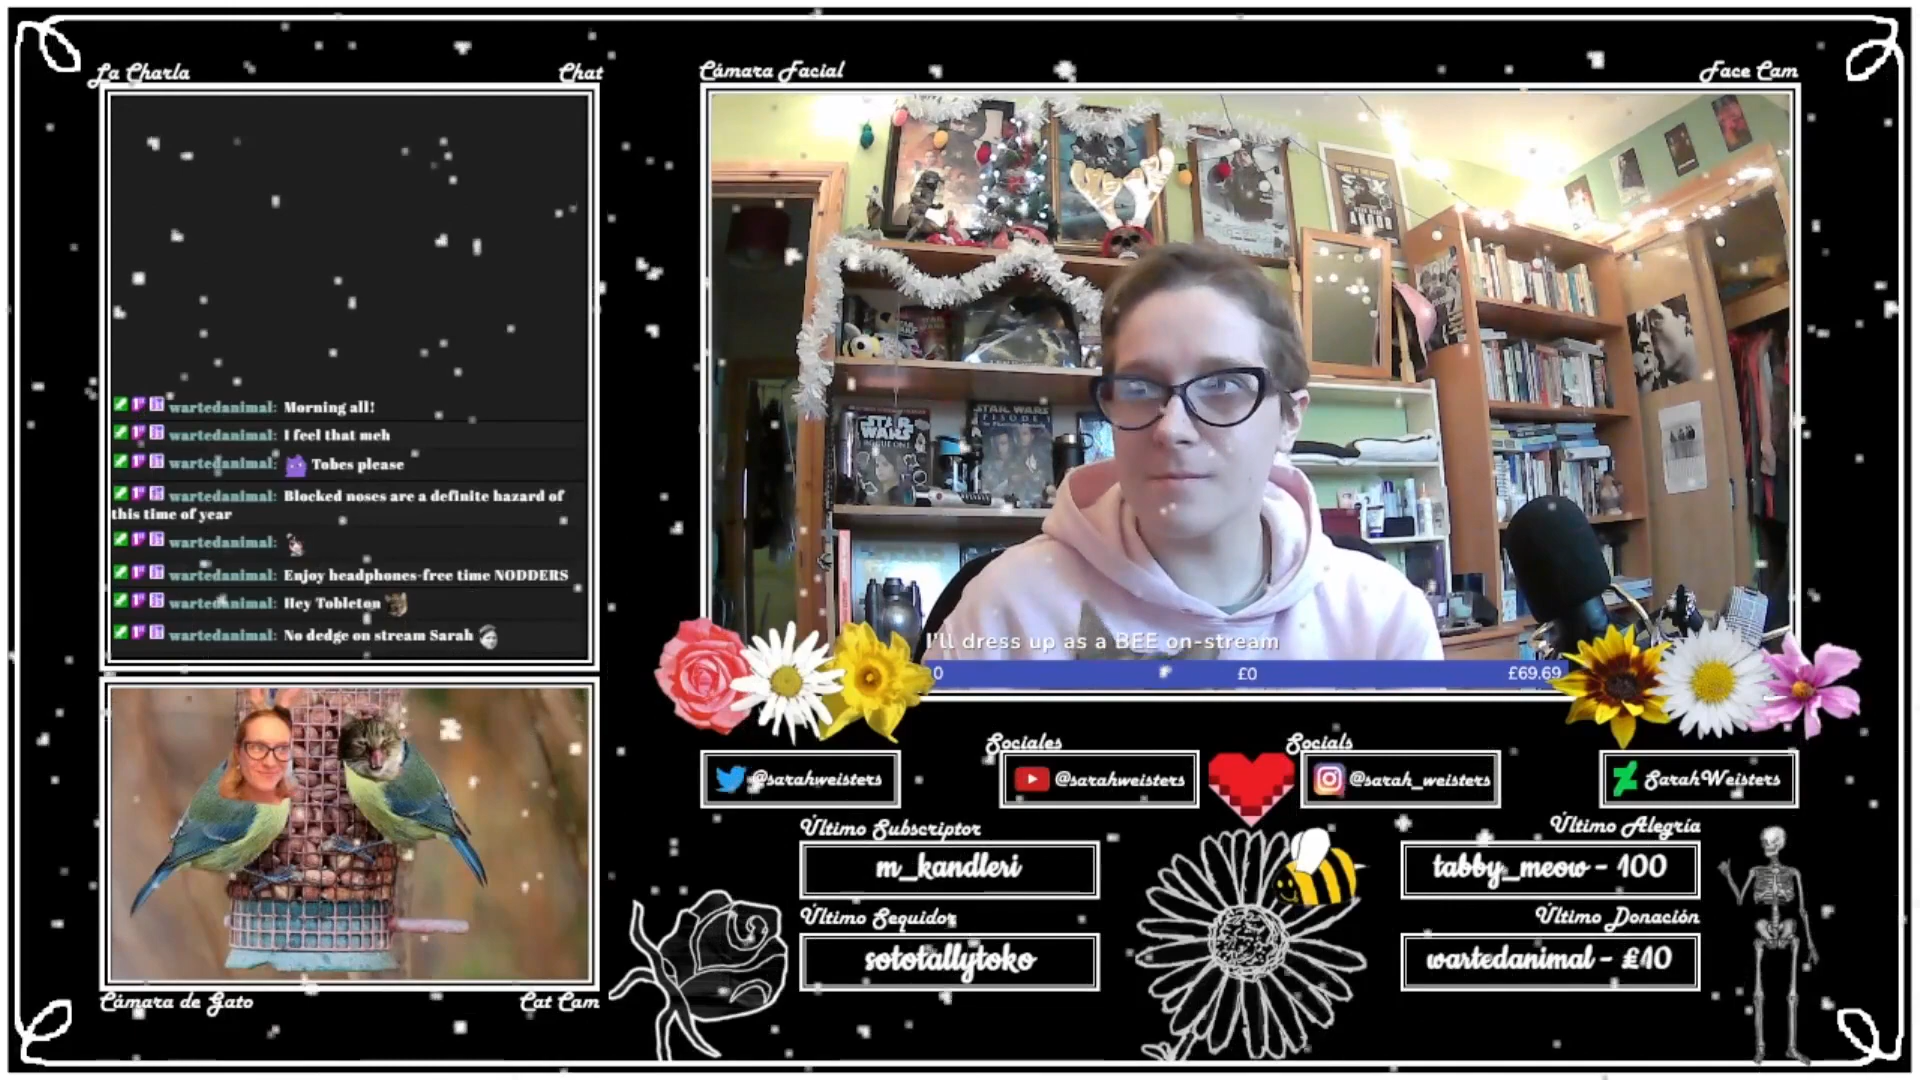 La Charla
Chat
Cámara Facial
Face Cam
wartedanimal: Morning all!
wartedanimal: I feel that meh
wartedanimal: Tobes please
wartedanimal: Blocked noses are a definite hazard of
this time of year
wartedanimal:
wartedanimal: Enjoy headphones-free time NODDERS
wartedanimal: Hey Tobleton
wartedanimal: No dedge on stream Sarah
STAR WARS
STAR WARS
EPISODE I
I'll dress up as a BEE on-stream
0
£0
£69.69
Sociales
Socials
@sarahweisters
@sarahweisters
@sarah_weisters
SarahWeisters
Último Subscriptor
m_kandleri
Último Alegría
tabby_meow - 100
Último Seguidor
sototallytoko
Último Donación
wartedanimal - £10
Cámara de Gato
Cat Cam